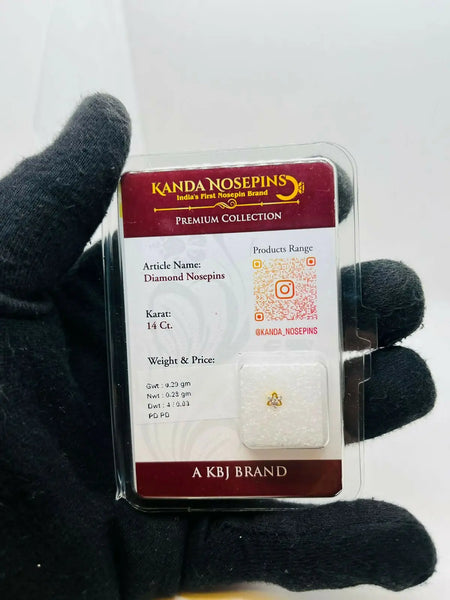 KANDA NOSEPINS
India's First Nosepin Brand
PREMIUM COLLECTION
Products Range
Article Name:
Diamond Nosepins
@KANDA_NOSEPINS
Karat:
14 Ct.
Weight & Price:
Gwt : 0.29 gm
Nwt : 0.28 gm
Dwt : 4 / 0.03
PD PD
A KBJ BRAND